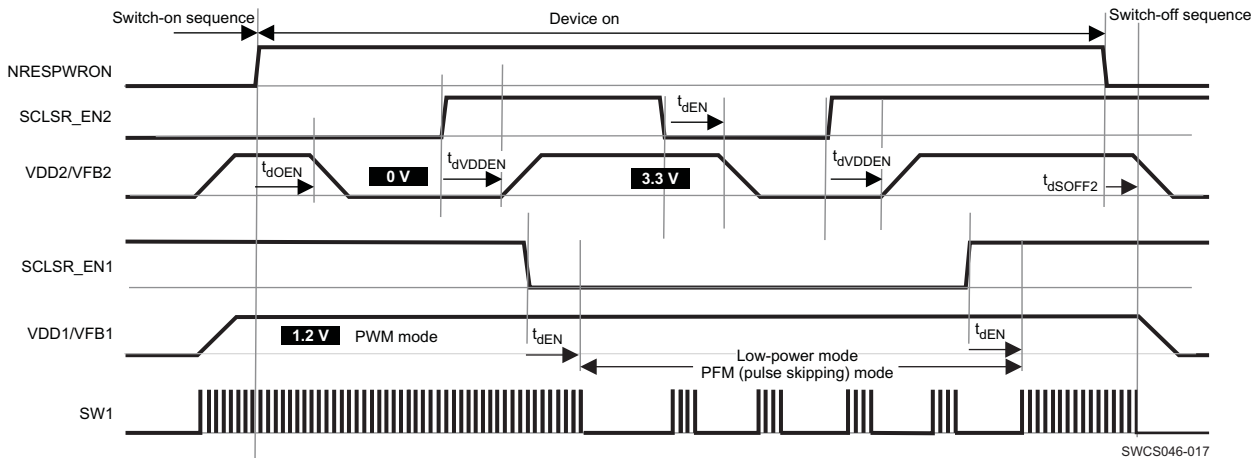 Switch-on sequence
Device on
Switch-off sequence
NRESPWRON
SCLSR_EN2
tdEN
VDD2/VFB2
tdOEN
0 V
tdVDDEN
3.3 V
tdVDDEN
tdSOFF2
SCLSR_EN1
VDD1/VFB1
1.2 V
PWM mode
tdEN
tdEN
Low-power mode
PFM (pulse skipping) mode
SW1
SWCS046-017